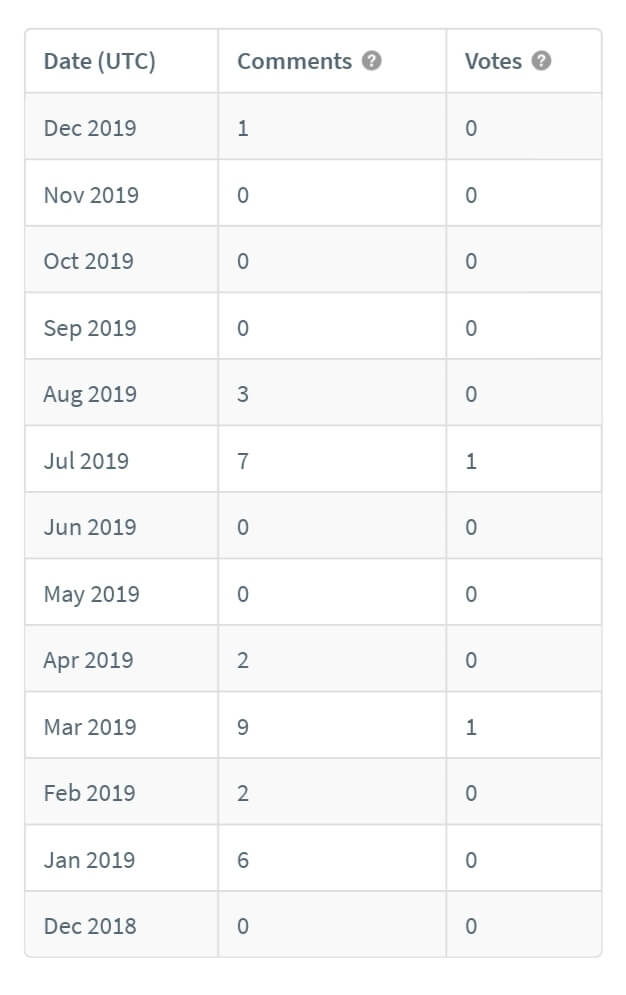 Date (UTC) Comments ? Votes ?
Dec 2019 1 0
Nov 2019 0 0
Oct 2019 0 0
Sep 2019 0 0
Aug 2019 3 0
Jul 2019 7 1
Jun 2019 0 0
May 2019 0 0
Apr 2019 2 0
Mar 2019 9 1
Feb 2019 2 0
Jan 2019 6 0
Dec 2018 0 0